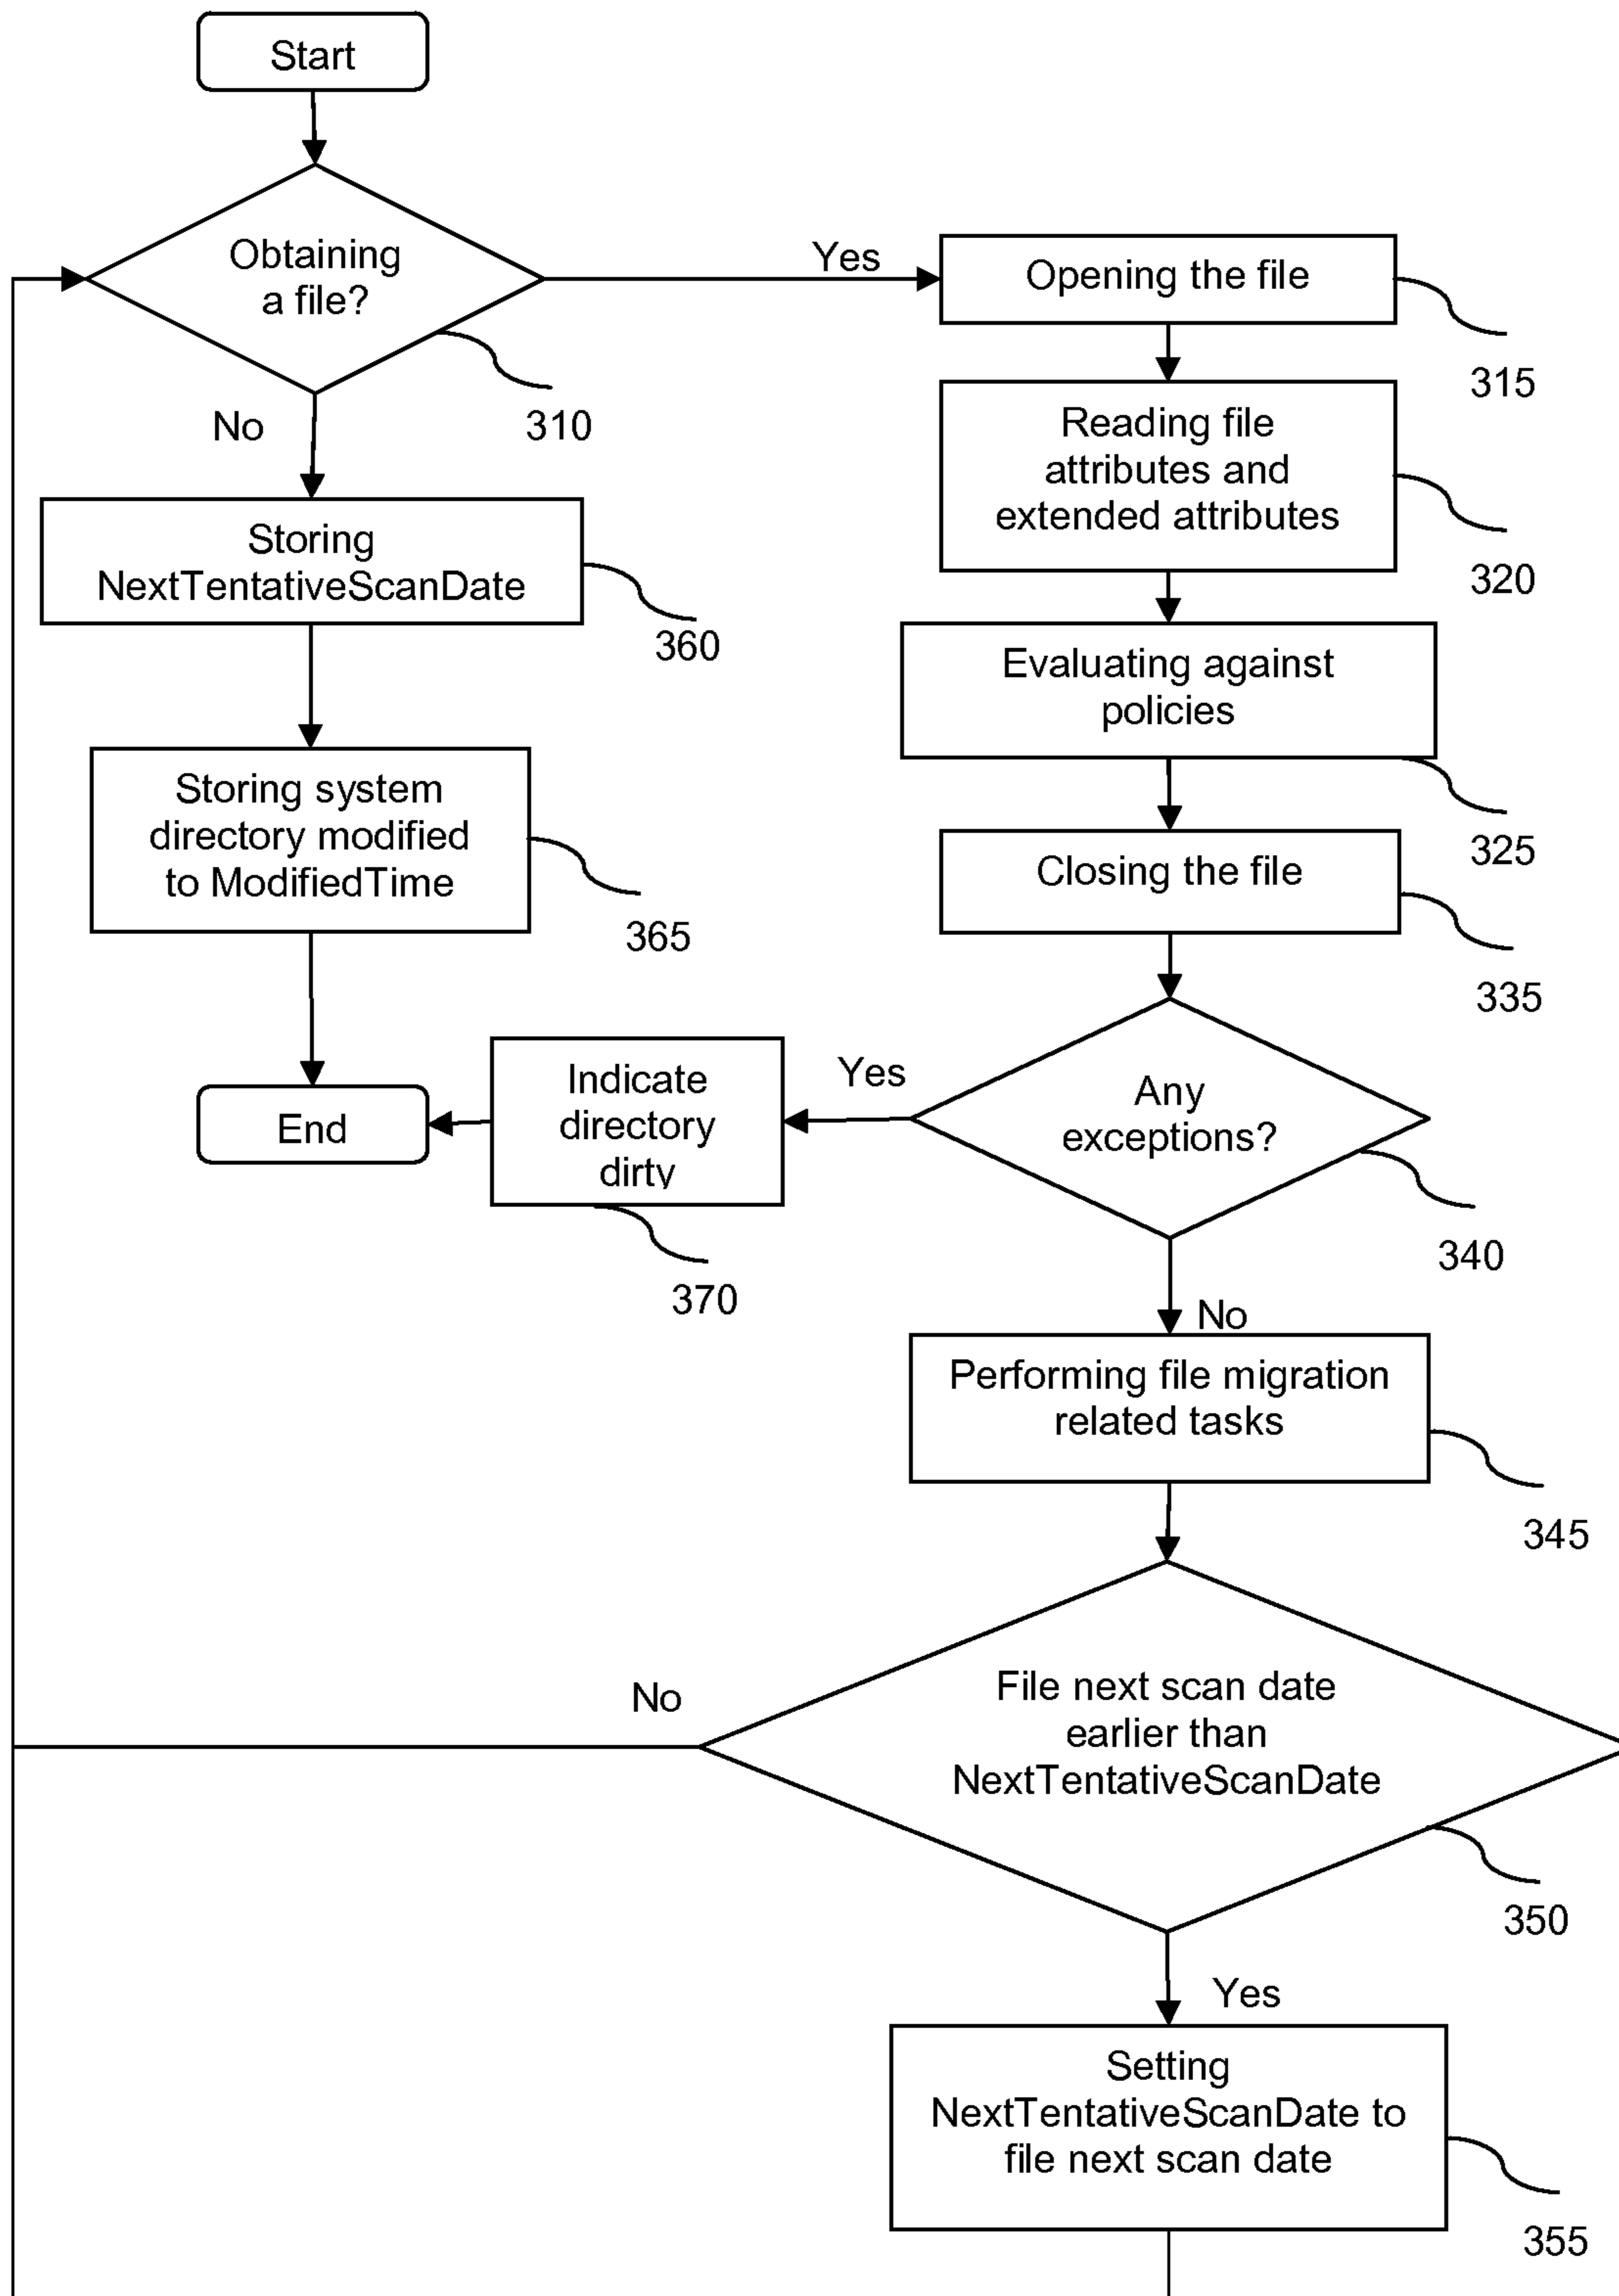 Start
Obtaining
a file?
310
Yes
No
Opening the file
315
Reading file
attributes and
extended attributes
320
Storing
NextTentativeScanDate
360
Evaluating against
policies
325
Storing system
directory modified
to ModifiedTime
365
Closing the file
335
Any
exceptions?
340
Yes
Indicate
directory
dirty
370
End
No
Performing file migration
related tasks
345
File next scan date
earlier than
NextTentativeScanDate
350
No
Yes
Setting
NextTentativeScanDate to
file next scan date
355